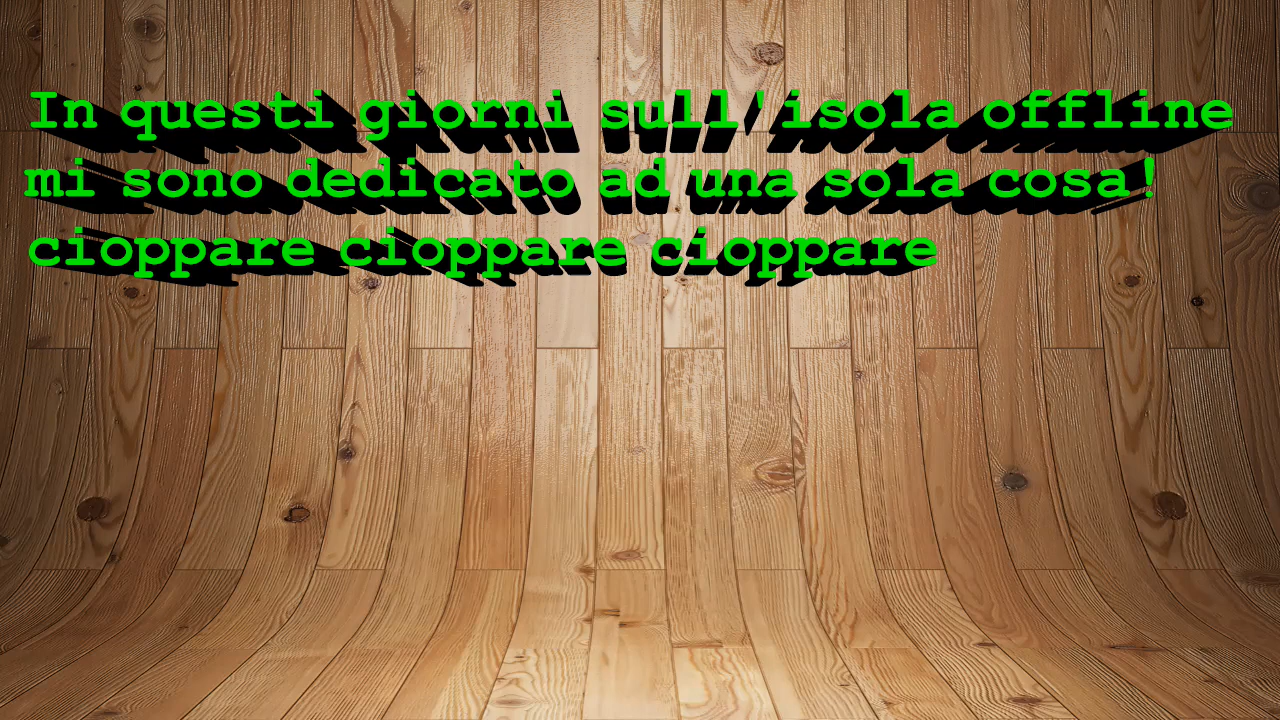 In questi giorni sull'isola offline
mi sono dedicato ad una sola cosa!
cioppare cioppare cioppare